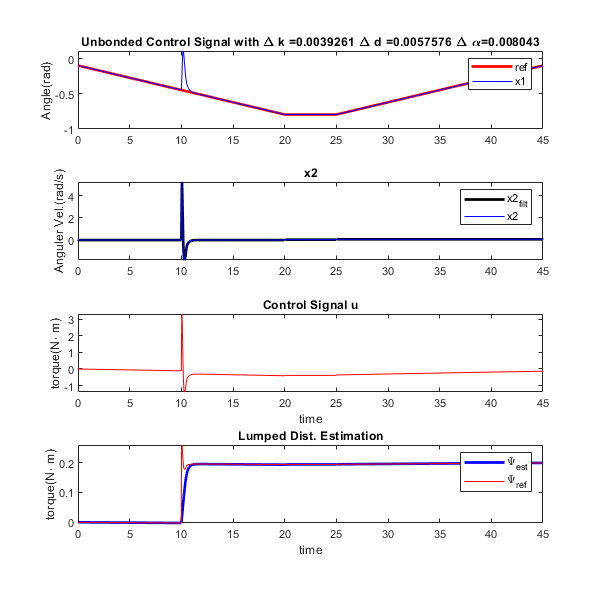 Unbonded Control Signal with Δ k =0.0039261 Δ d =0.0057576 Δ α=0.008043
Angle(rad)
0
-0.5
-1
ref
x1
0 5 10 15 20 25 30 35 40 45
x2
Anguler Vel.(rad/s)
4
2
0
x2filt
x2
0 5 10 15 20 25 30 35 40 45
Control Signal u
torque(N· m)
3
2
1
0
-1
0 5 10 15 20 25 30 35 40 45
time
Lumped Dist. Estimation
torque(N· m)
0.2
0.1
0
Ψest
Ψref
0 5 10 15 20 25 30 35 40 45
time